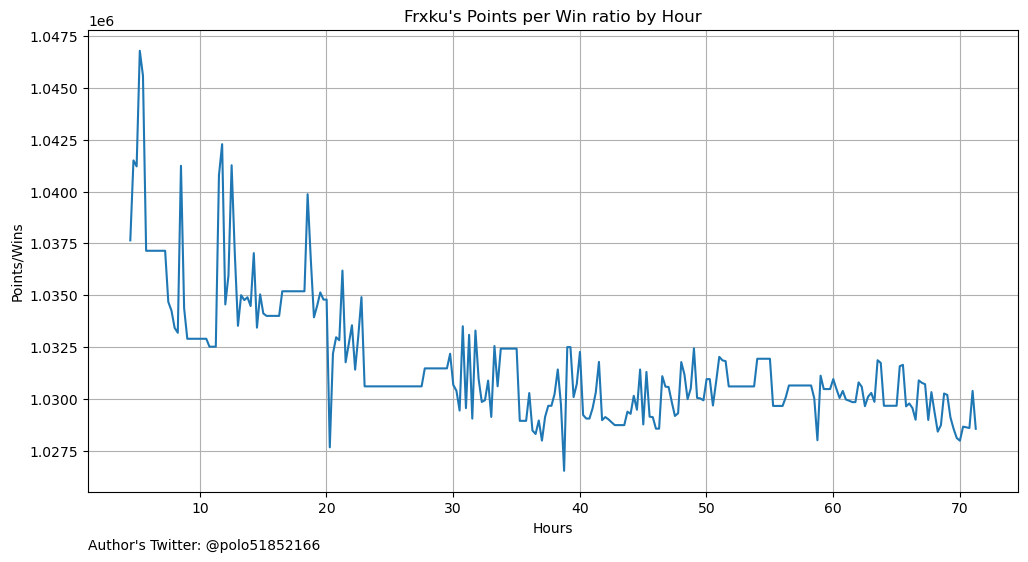 Frxku's Points per Win ratio by Hour
1e6
1.0475
1.0450
1.0425
1.0400
1.0375
1.0350
1.0325
1.0300
1.0275
Points/Wins
10 20 30 40 50 60 70
Hours
Author's Twitter: @polo51852166